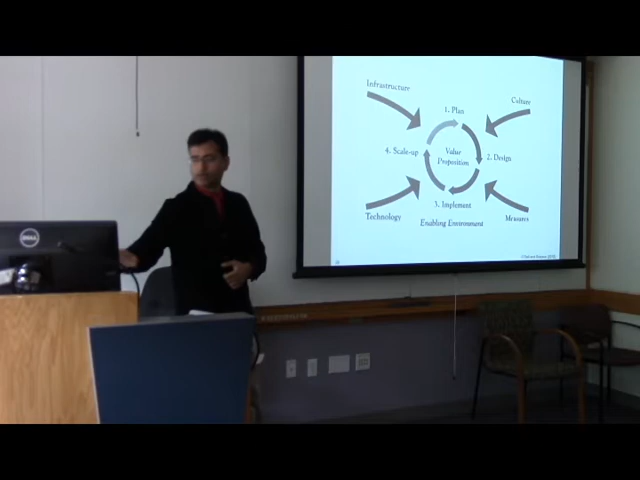 Infrastructure
Culture
1. Plan
4. Scale-up
Value
Proposition
2. Design
3. Implement
Technology
Enabling Environment
Measures
DELL